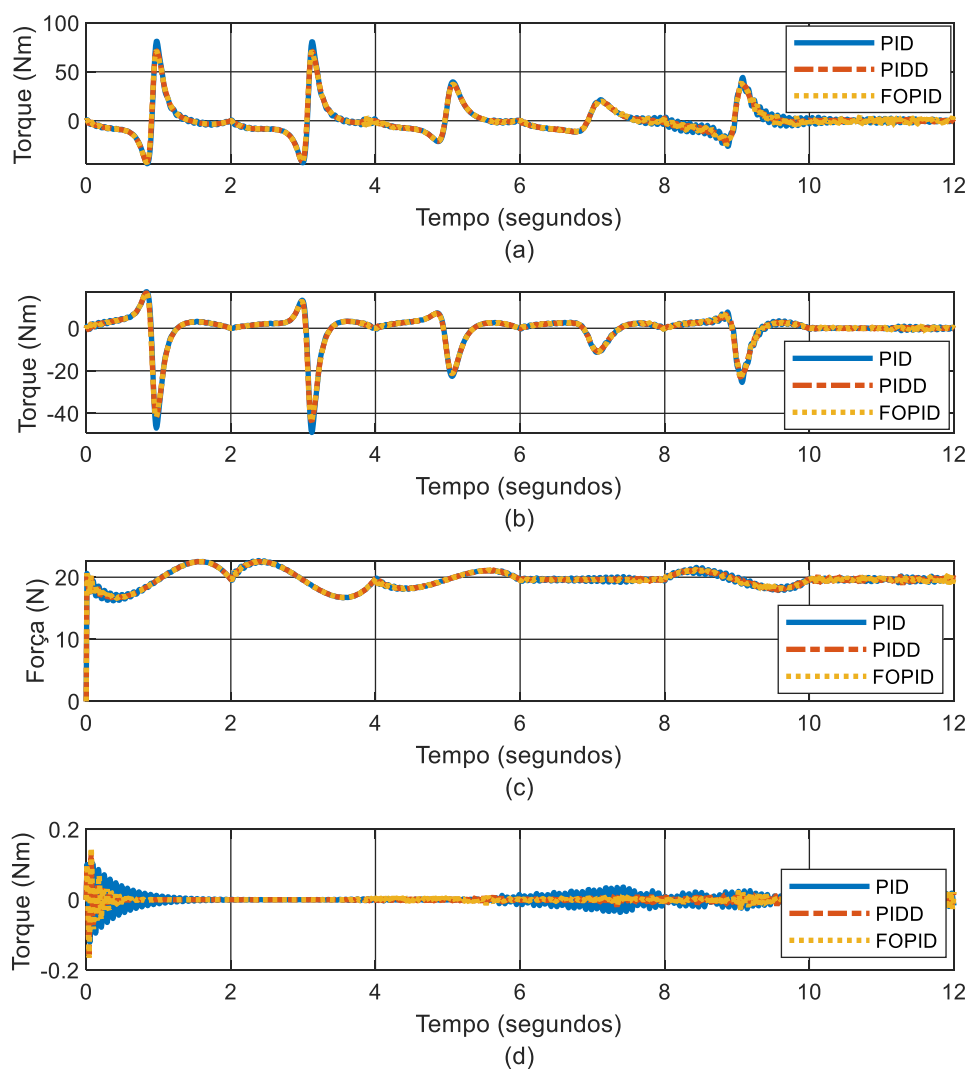 100
50
0
Torque (Nm)
PID
PIDD
FOPID
0 2 4 6 8 10 12
Tempo (segundos)
(a)
0
-20
-40
Torque (Nm)
PID
PIDD
FOPID
0 2 4 6 8 10 12
Tempo (segundos)
(b)
20
10
0
Força (N)
PID
PIDD
FOPID
0 2 4 6 8 10 12
Tempo (segundos)
(c)
0.2
0
-0.2
Torque (Nm)
PID
PIDD
FOPID
0 2 4 6 8 10 12
Tempo (segundos)
(d)